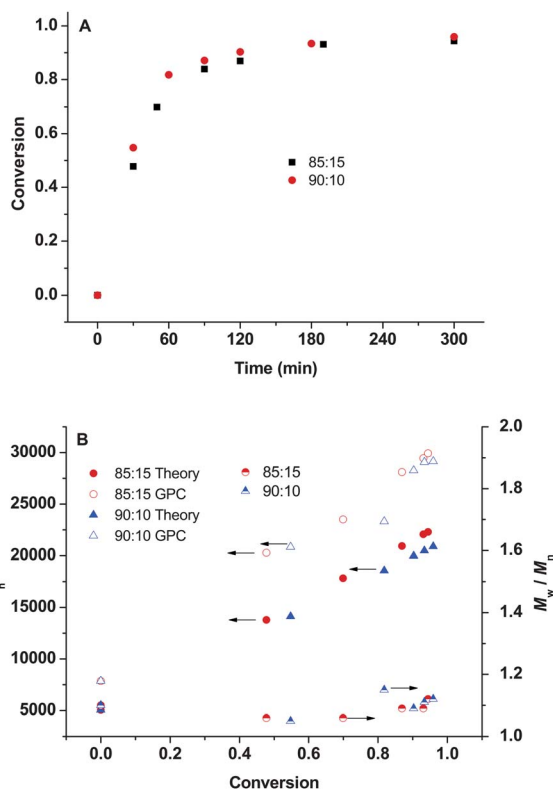 A
1.0
0.8
0.6
0.4
0.2
0.0
Conversion
85:15
90:10
0 60 120 180 240 300
Time (min)
B
85:15 Theory
85:15 GPC
90:10 Theory
90:10 GPC
85:15
90:10
30000
25000
20000
15000
10000
5000
n
2.0
1.8
1.6
1.4
1.2
1.0
Mw / Mn
0.0 0.2 0.4 0.6 0.8 1.0
Conversion